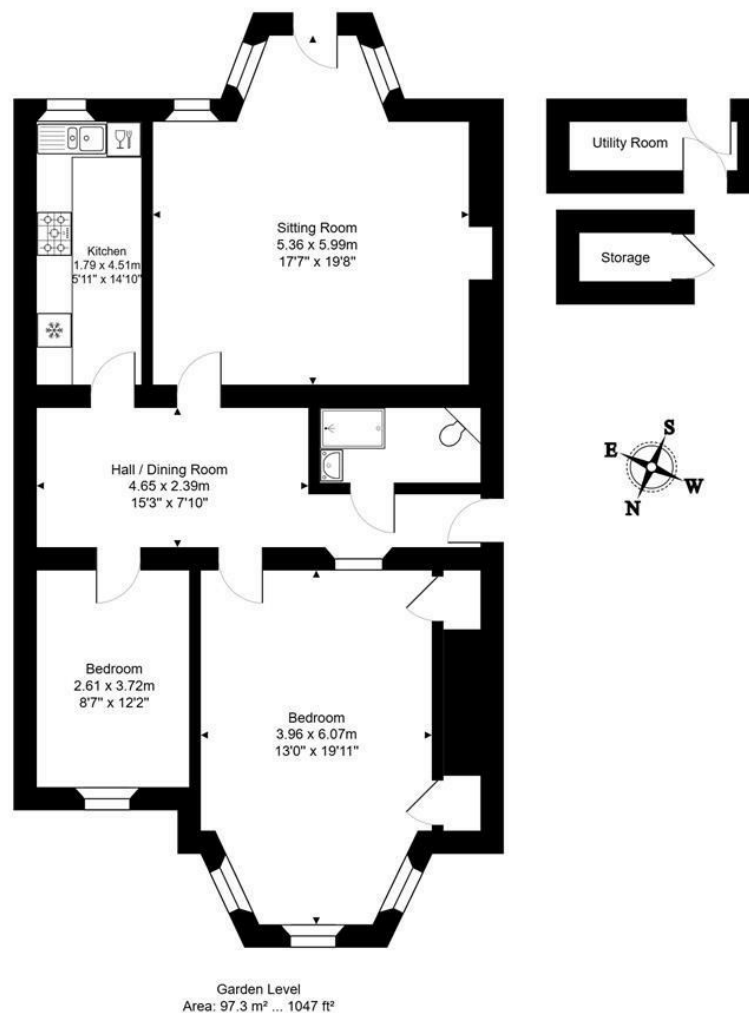 Utility Room
Storage
Sitting Room
5.36 x 5.99m
17'7" x 19'8"
Kitchen
1.79 x 4.51m
5'11" x 14'10"
Hall / Dining Room
4.65 x 2.39m
15'3" x 7'10"
S
E
W
N
Bedroom
2.61 x 3.72m
8'7" x 12'2"
Bedroom
3.96 x 6.07m
13'0" x 19'11"
Garden Level
Area: 97.3 m² ... 1047 ft²